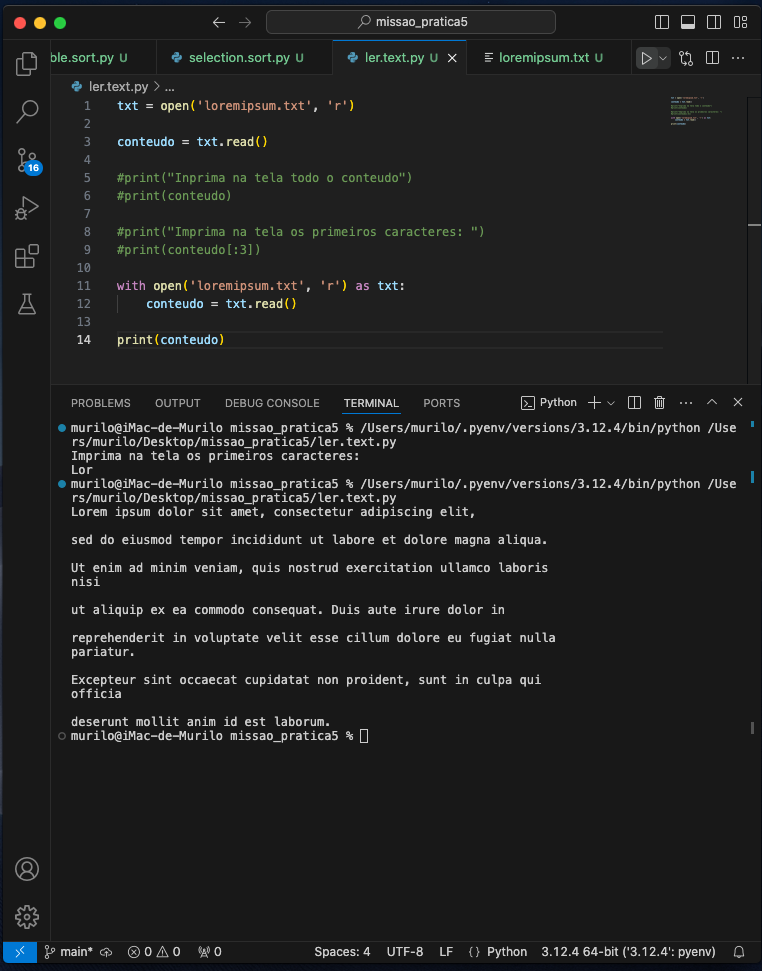 missao_pratica5
ble.sort.py U
selection.sort.py U
ler.text.py U
loremipsum.txt U
ler.text.py > ...
16
1 txt = open('loremipsum.txt', 'r')
2
3 conteudo = txt.read()
4
5 #print("Inprima na tela todo o conteudo")
6 #print(conteudo)
7
8 #print("Imprima na tela os primeiros caracteres: ")
9 #print(conteudo[:3])
10
11 with open('loremipsum.txt', 'r') as txt:
12 conteudo = txt.read()
13
14 print(conteudo)
PROBLEMS OUTPUT DEBUG CONSOLE TERMINAL PORTS Python
murilo@iMac-de-Murilo missao_pratica5 % /Users/murilo/.pyenv/versions/3.12.4/bin/python /Use
rs/murilo/Desktop/missao_pratica5/ler.text.py
Imprima na tela os primeiros caracteres:
Lor
murilo@iMac-de-Murilo missao_pratica5 % /Users/murilo/.pyenv/versions/3.12.4/bin/python /Use
rs/murilo/Desktop/missao_pratica5/ler.text.py
Lorem ipsum dolor sit amet, consectetur adipiscing elit,
sed do eiusmod tempor incididunt ut labore et dolore magna aliqua.
Ut enim ad minim veniam, quis nostrud exercitation ullamco laboris
nisi
ut aliquip ex ea commodo consequat. Duis aute irure dolor in
reprehenderit in voluptate velit esse cillum dolore eu fugiat nulla
pariatur.
Excepteur sint occaecat cupidatat non proident, sunt in culpa qui
officia
deserunt mollit anim id est laborum.
murilo@iMac-de-Murilo missao_pratica5 %
main* 0 0 0 Spaces: 4 UTF-8 LF {} Python 3.12.4 64-bit ('3.12.4': pyenv)